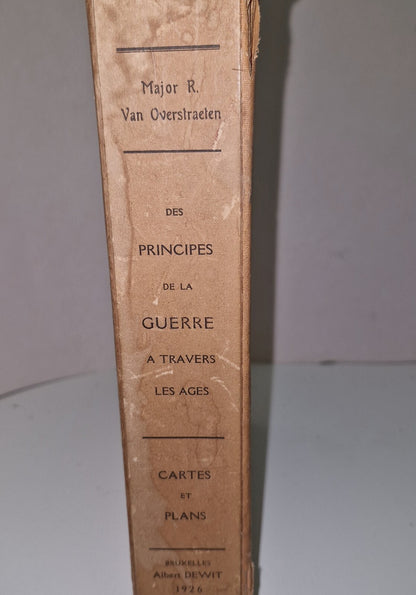 Major R.
Van Overstraeten
DES
PRINCIPES
DE LA
GUERRE
A TRAVERS
LES AGES
CARTES
ET
PLANS
BRUXELLES
Albert DEWIT
1926